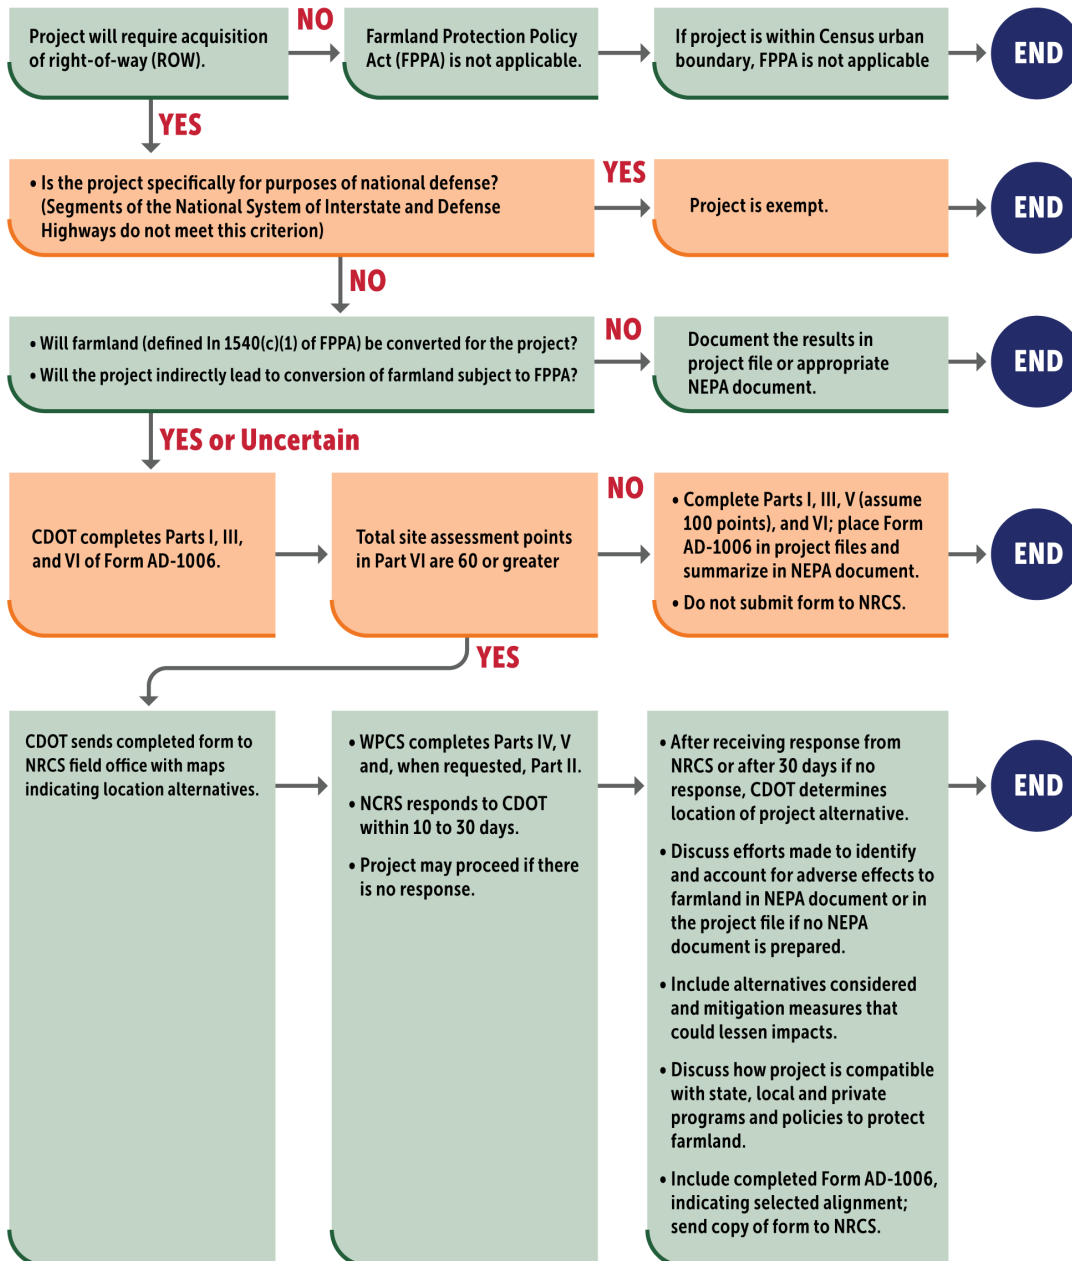 Project will require acquisition
of right-of-way (ROW).
NO
Farmland Protection Policy
Act (FPPA) is not applicable.
If project is within Census urban
boundary, FPPA is not applicable
END
YES
• Is the project specifically for purposes of national defense?
(Segments of the National System of Interstate and Defense
Highways do not meet this criterion)
YES
Project is exempt.
END
NO
• Will farmland (defined In 1540(c)(1) of FPPA) be converted for the project?
• Will the project indirectly lead to conversion of farmland subject to FPPA?
NO
Document the results in
project file or appropriate
NEPA document.
END
YES or Uncertain
CDOT completes Parts I, III,
and VI of Form AD-1006.
Total site assessment points
in Part VI are 60 or greater
NO
• Complete Parts I, III, V (assume
100 points), and VI; place Form
AD-1006 in project files and
summarize in NEPA document.
• Do not submit form to NRCS.
END
YES
CDOT sends completed form to
NRCS field office with maps
indicating location alternatives.
• WPCS completes Parts IV, V
and, when requested, Part II.
• NCRS responds to CDOT
within 10 to 30 days.
• Project may proceed if there
is no response.
• After receiving response from
NRCS or after 30 days if no
response, CDOT determines
location of project alternative.
• Discuss efforts made to identify
and account for adverse effects to
farmland in NEPA document or in
the project file if no NEPA
document is prepared.
• Include alternatives considered
and mitigation measures that
could lessen impacts.
• Discuss how project is compatible
with state, local and private
programs and policies to protect
farmland.
• Include completed Form AD-1006,
indicating selected alignment;
send copy of form to NRCS.
END